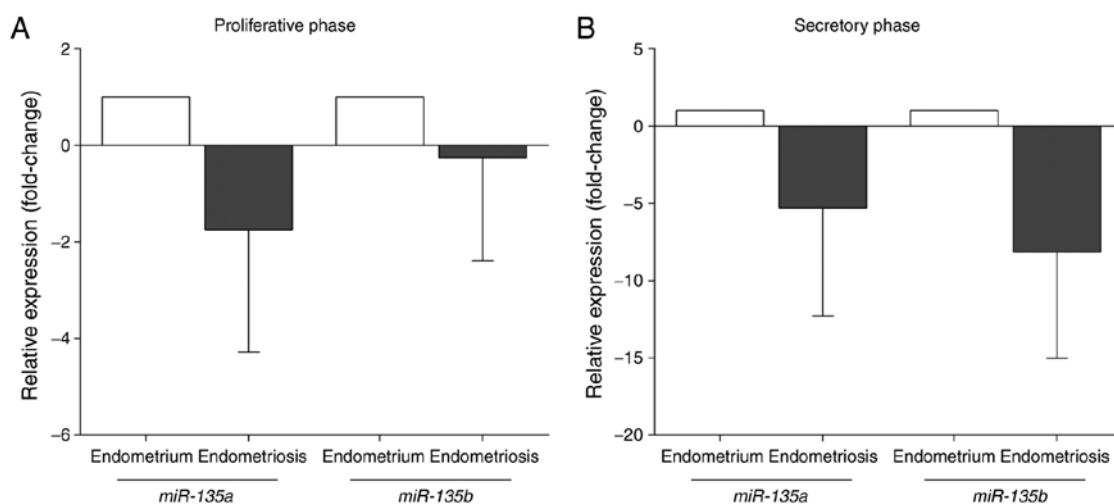 A
Proliferative phase
Relative expression (fold-change)
2
0
−2
−4
−6
Endometrium Endometriosis Endometrium Endometriosis
miR-135a miR-135b
B
Secretory phase
Relative expression (fold-change)
5
0
−5
−10
−15
−20
Endometrium Endometriosis Endometrium Endometriosis
miR-135a miR-135b